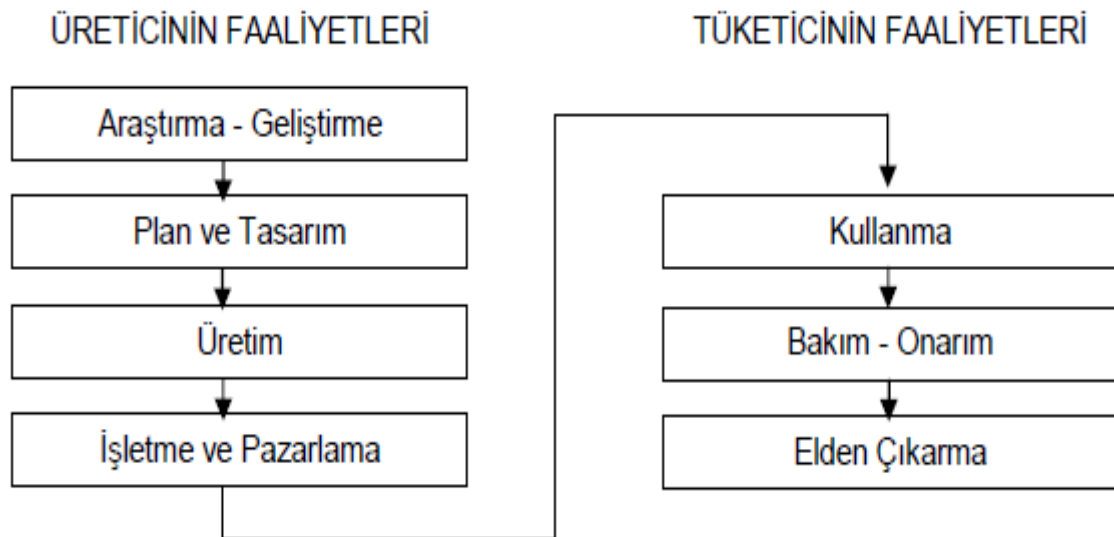 ÜRETİCİNİN FAALİYETLERİ
Araştırma - Geliştirme
Plan ve Tasarım
Üretim
İşletme ve Pazarlama
TÜKETİCİNİN FAALİYETLERİ
Kullanma
Bakım - Onarım
Elden Çıkarma